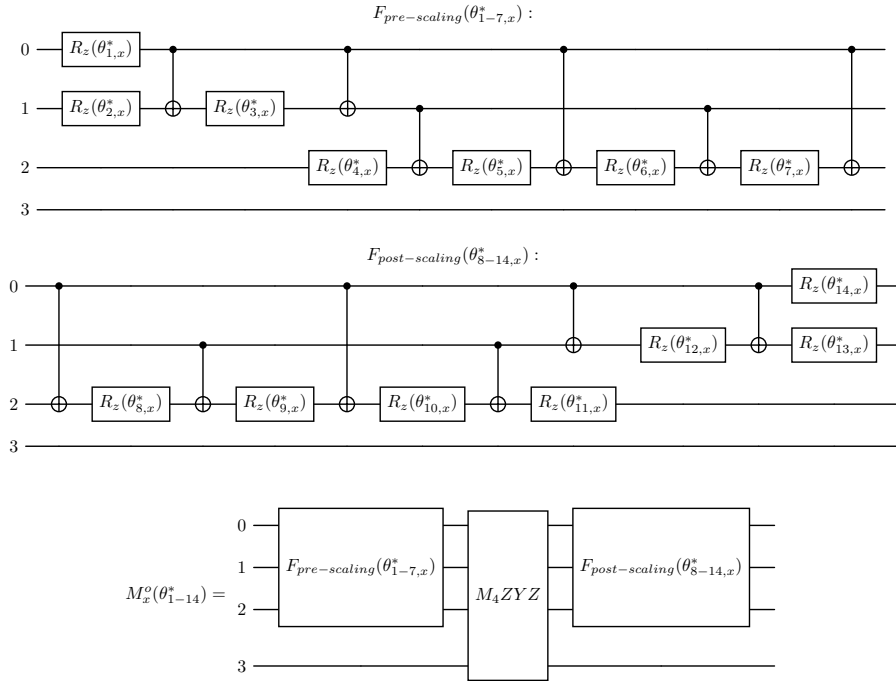 F_{pre−scaling}(θ^*_{1−7,x}) :
0 R_z(θ^*_{1,x})
1 R_z(θ^*_{2,x}) R_z(θ^*_{3,x})
2 R_z(θ^*_{4,x}) R_z(θ^*_{5,x}) R_z(θ^*_{6,x}) R_z(θ^*_{7,x})
3
F_{post−scaling}(θ^*_{8−14,x}) :
0 R_z(θ^*_{14,x})
1 R_z(θ^*_{12,x}) R_z(θ^*_{13,x})
2 R_z(θ^*_{8,x}) R_z(θ^*_{9,x}) R_z(θ^*_{10,x}) R_z(θ^*_{11,x})
3
0
1 F_{pre−scaling}(θ^*_{1−7,x}) F_{post−scaling}(θ^*_{8−14,x})
M^o_x(θ^*_{1−14}) = M_4ZYZ
2
3